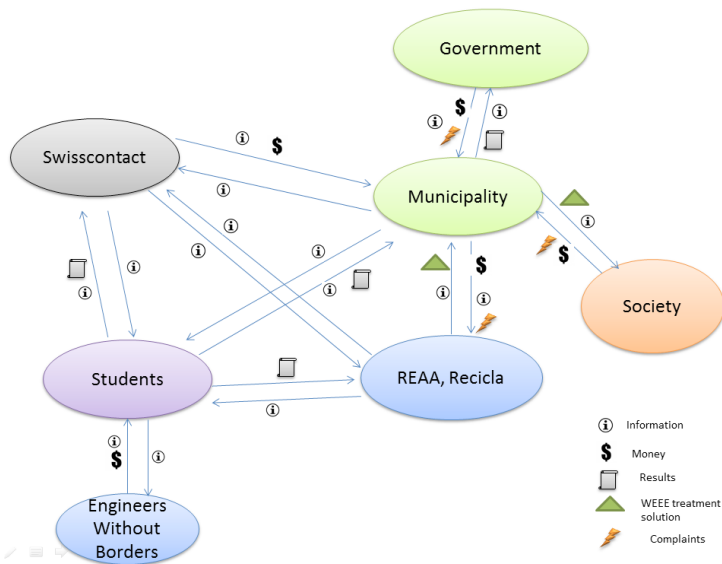 Government
$
i
i
Swisscontact
i
$
Municipality
i
i
i
i
$
i
i
$
i
i
i
i
Society
Students
REAA, Recicla
i
i
$
i
Engineers
Without
Borders
i Information
$ Money
Results
WEEE treatment
solution
Complaints